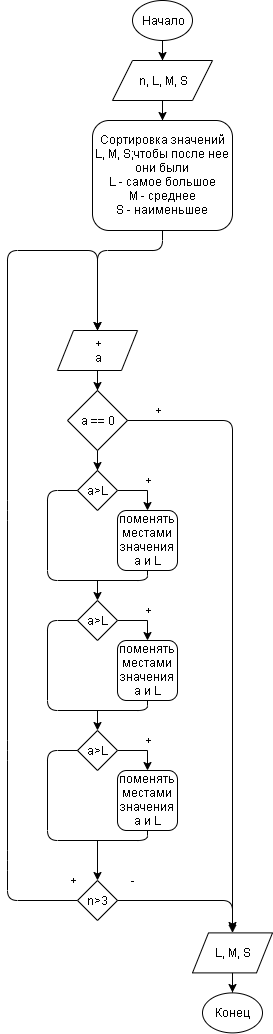 Начало
n, L, M, S
Сортировка значений
L, M, S;чтобы после нее
они были
L - самое большое
M - среднее
S - наименьшее
+
a
a == 0
+
a>L
+
поменять
местами
значения
a и L
a>L
+
поменять
местами
значения
a и L
a>L
+
поменять
местами
значения
a и L
+
n>3
-
L, M, S
Конец